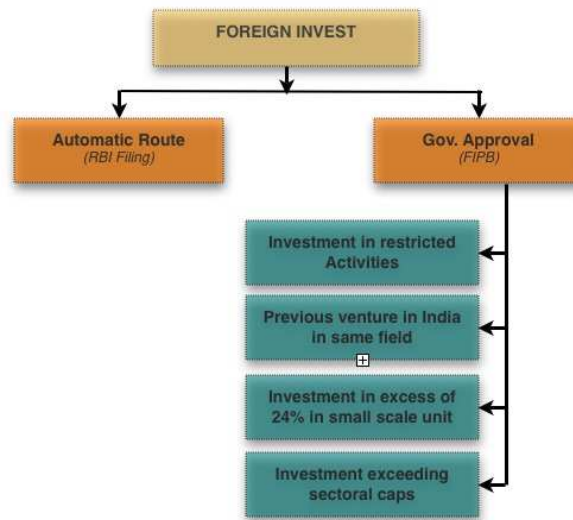 FOREIGN INVEST
Automatic Route
(RBI Filing)
Gov. Approval
(FIPB)
Investment in restricted
Activities
Previous venture in India
in same field
Investment in excess of
24% in small scale unit
Investment exceeding
sectoral caps